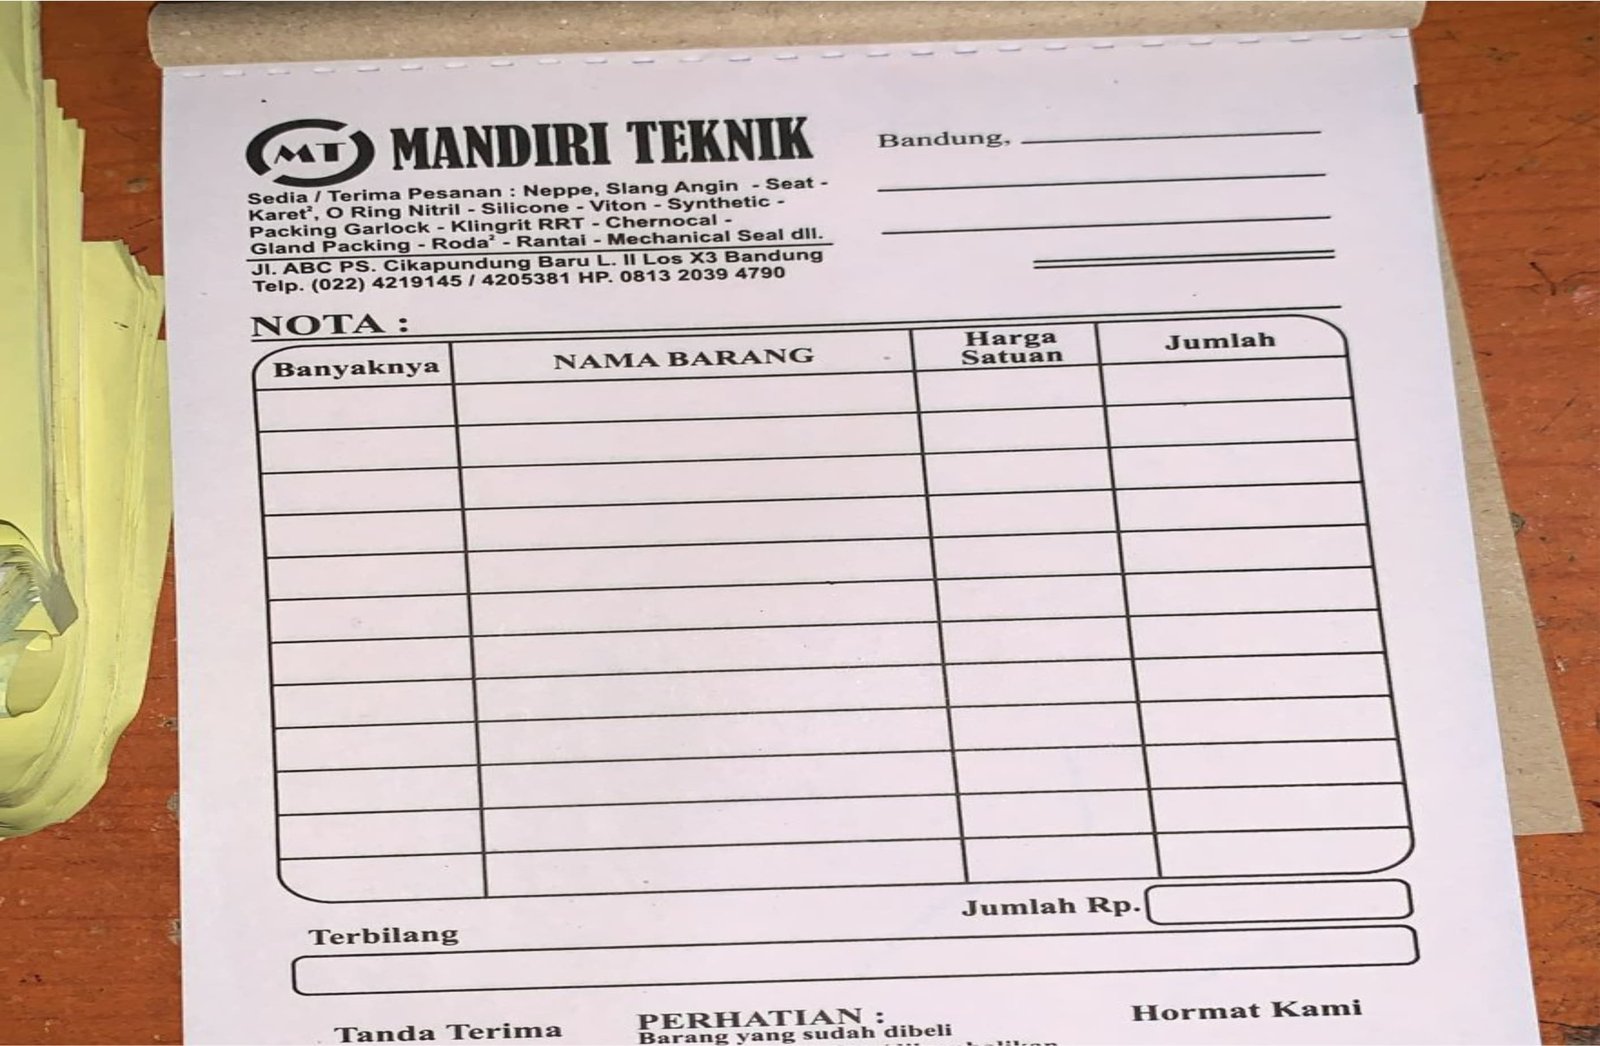 MT MANDIRI TEKNIK
Sedia / Terima Pesanan : Neppe, Slang Angin - Seat -
Karet², O Ring Nitril - Silicone - Viton - Synthetic -
Packing Garlock - Klingrit RRT - Chernocal -
Gland Packing - Roda² - Rantai - Mechanical Seal dll.
Jl. ABC PS. Cikapundung Baru L. II Los X3 Bandung
Telp. (022) 4219145 / 4205381 HP. 0813 2039 4790
Bandung,
NOTA :
Banyaknya NAMA BARANG Harga Satuan Jumlah
Jumlah Rp.
Terbilang
Tanda Terima
PERHATIAN :
Barang yang sudah dibeli
Hormat Kami